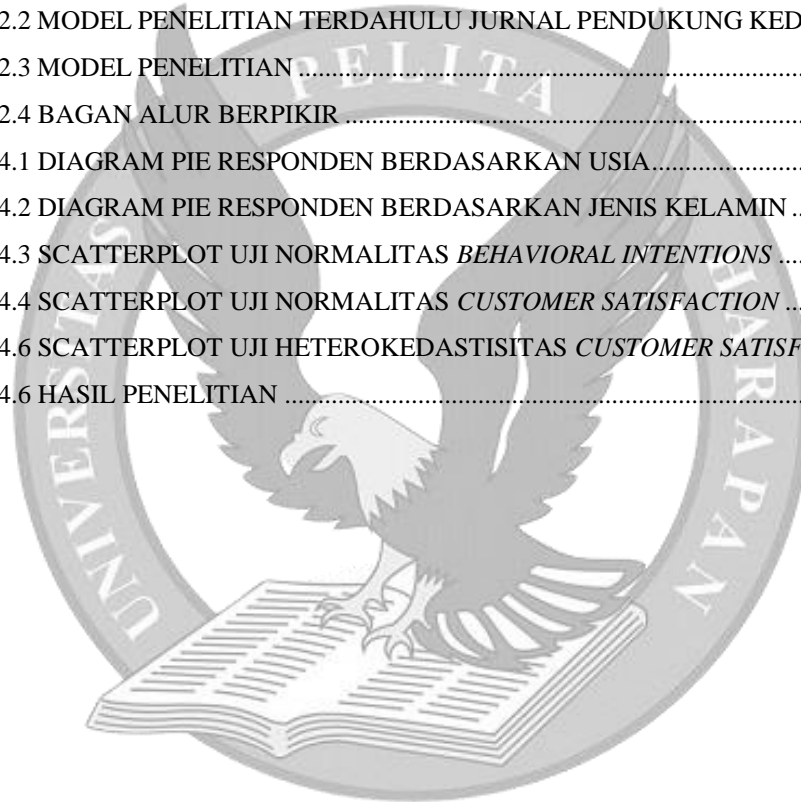 2.2 MODEL PENELITIAN TERDAHULU JURNAL PENDUKUNG KED
2.3 MODEL PENELITIAN ........................................................................................
2.4 BAGAN ALUR BERPIKIR ................................................................................
4.1 DIAGRAM PIE RESPONDEN BERDASARKAN USIA..........................
4.2 DIAGRAM PIE RESPONDEN BERDASARKAN JENIS KELAMIN ..
4.3 SCATTERPLOT UJI NORMALITAS BEHAVIORAL INTENTIONS ....
4.4 SCATTERPLOT UJI NORMALITAS CUSTOMER SATISFACTION ...
4.6 SCATTERPLOT UJI HETEROKEDASTISITAS CUSTOMER SATISF
4.6 HASIL PENELITIAN ..........................................................................................
UNIVERSITAS PELITA HARAPAN